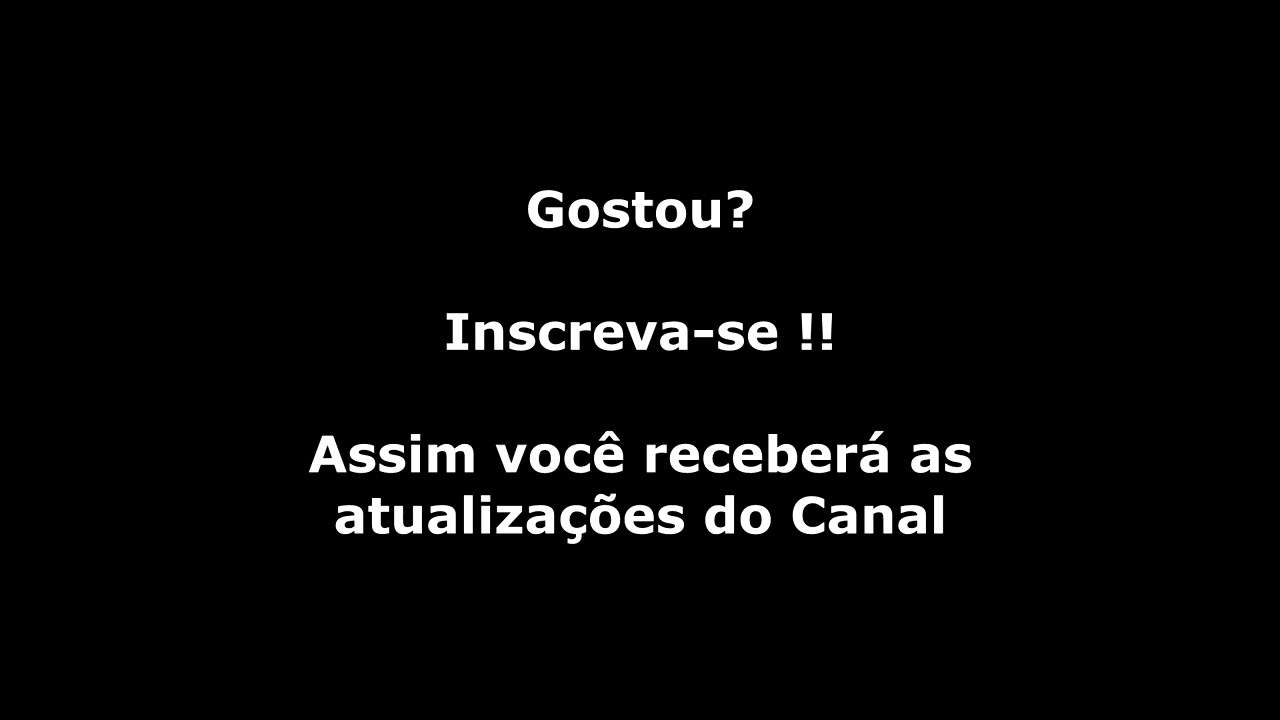 Gostou?
Inscreva-se !!
Assim você receberá as
atualizações do Canal